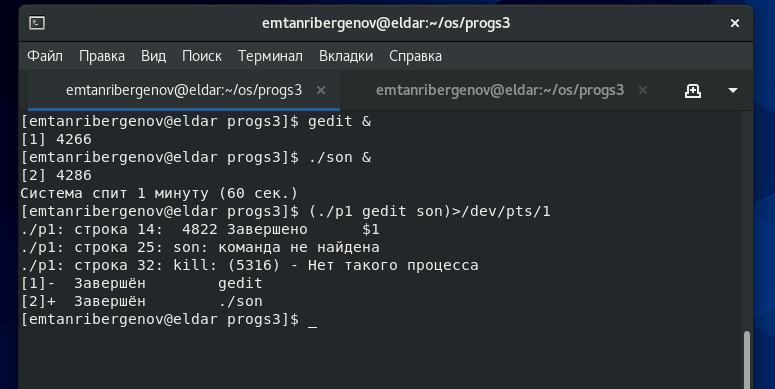 emtanribergenov@eldar:~/os/progs3
Файл Правка Вид Поиск Терминал Вкладки Справка
emtanribergenov@eldar:~/os/progs3 emtanribergenov@eldar:~/os/progs3
[emtanribergenov@eldar progs3]$ gedit &
[1] 4266
[emtanribergenov@eldar progs3]$ ./son &
[2] 4286
Система спит 1 минуту (60 сек.)
[emtanribergenov@eldar progs3]$ (./p1 gedit son)>/dev/pts/1
./p1: строка 14:  4822 Завершено      $1
./p1: строка 25: son: команда не найдена
./p1: строка 32: kill: (5316) - Нет такого процесса
[1]-  Завершён        gedit
[2]+  Завершён        ./son
[emtanribergenov@eldar progs3]$ _